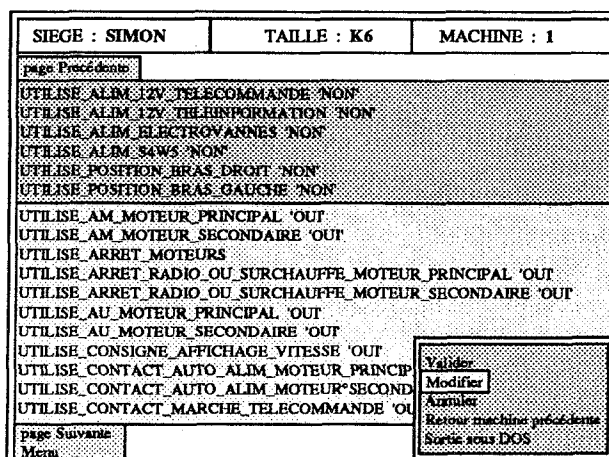 SIEGE : SIMON TAILLE : K6 MACHINE : 1
page Precédente
UTILISE_ALIM_12V_TELECOMMANDE 'NON'
UTILISE_ALIM_12V_TELEINFORMATION 'NON'
UTILISE_ALIM_ELECTROVANNES 'NON'
UTILISE_ALIM_S4W5 'NON'
UTILISE_POSITION_BRAS_DROIT 'NON'
UTILISE_POSITION_BRAS_GAUCHE 'NON'
UTILISE_AM_MOTEUR_PRINCIPAL 'OUI'
UTILISE_AM_MOTEUR_SECONDAIRE 'OUI'
UTILISE_ARRET_MOTEURS
UTILISE_ARRET_RADIO_OU_SURCHAUFFE_MOTEUR_PRINCIPAL 'OUI'
UTILISE_ARRET_RADIO_OU_SURCHAUFFE_MOTEUR_SECONDAIRE 'OUI'
UTILISE_AU_MOTEUR_PRINCIPAL 'OUI'
UTILISE_AU_MOTEUR_SECONDAIRE 'OUI'
UTILISE_CONSIGNE_AFFICHAGE_VITESSE 'OUI'
UTILISE_CONTACT_AUTO_ALIM_MOTEUR_PRINCIP
UTILISE_CONTACT_AUTO_ALIM_MOTEUR*SECOND
UTILISE_CONTACT_MARCHE_TELECOMMANDE 'OU
Valider
Modifier
Annuler
Retour machine précédente
Sortie sous DOS
page Suivante
Menu